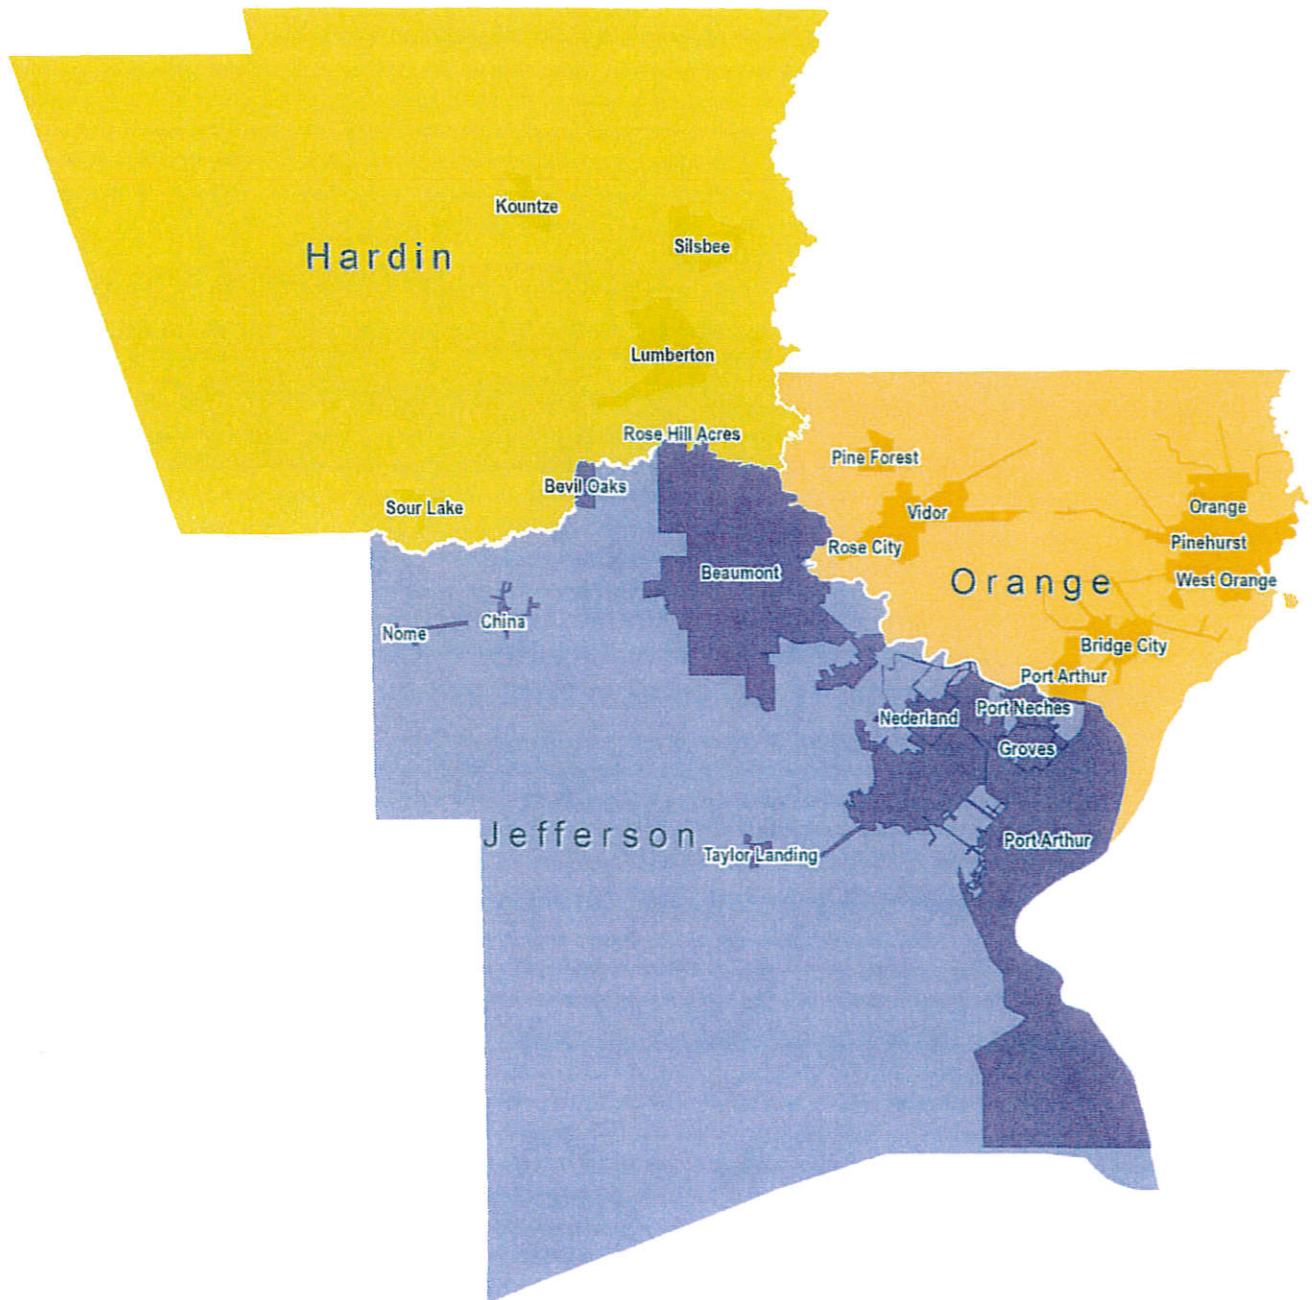 Kountze
Silsbee
Hardin
Lumberton
Rose Hill Acres
Pine Forest
Bevil Oaks
Sour Lake
Vidor
Orange
Rose City
Pinehurst
Beaumont
Orange
West Orange
China
Nome
Bridge City
Port Arthur
Port Neches
Nederland
Groves
Jefferson
Port Arthur
Taylor Landing